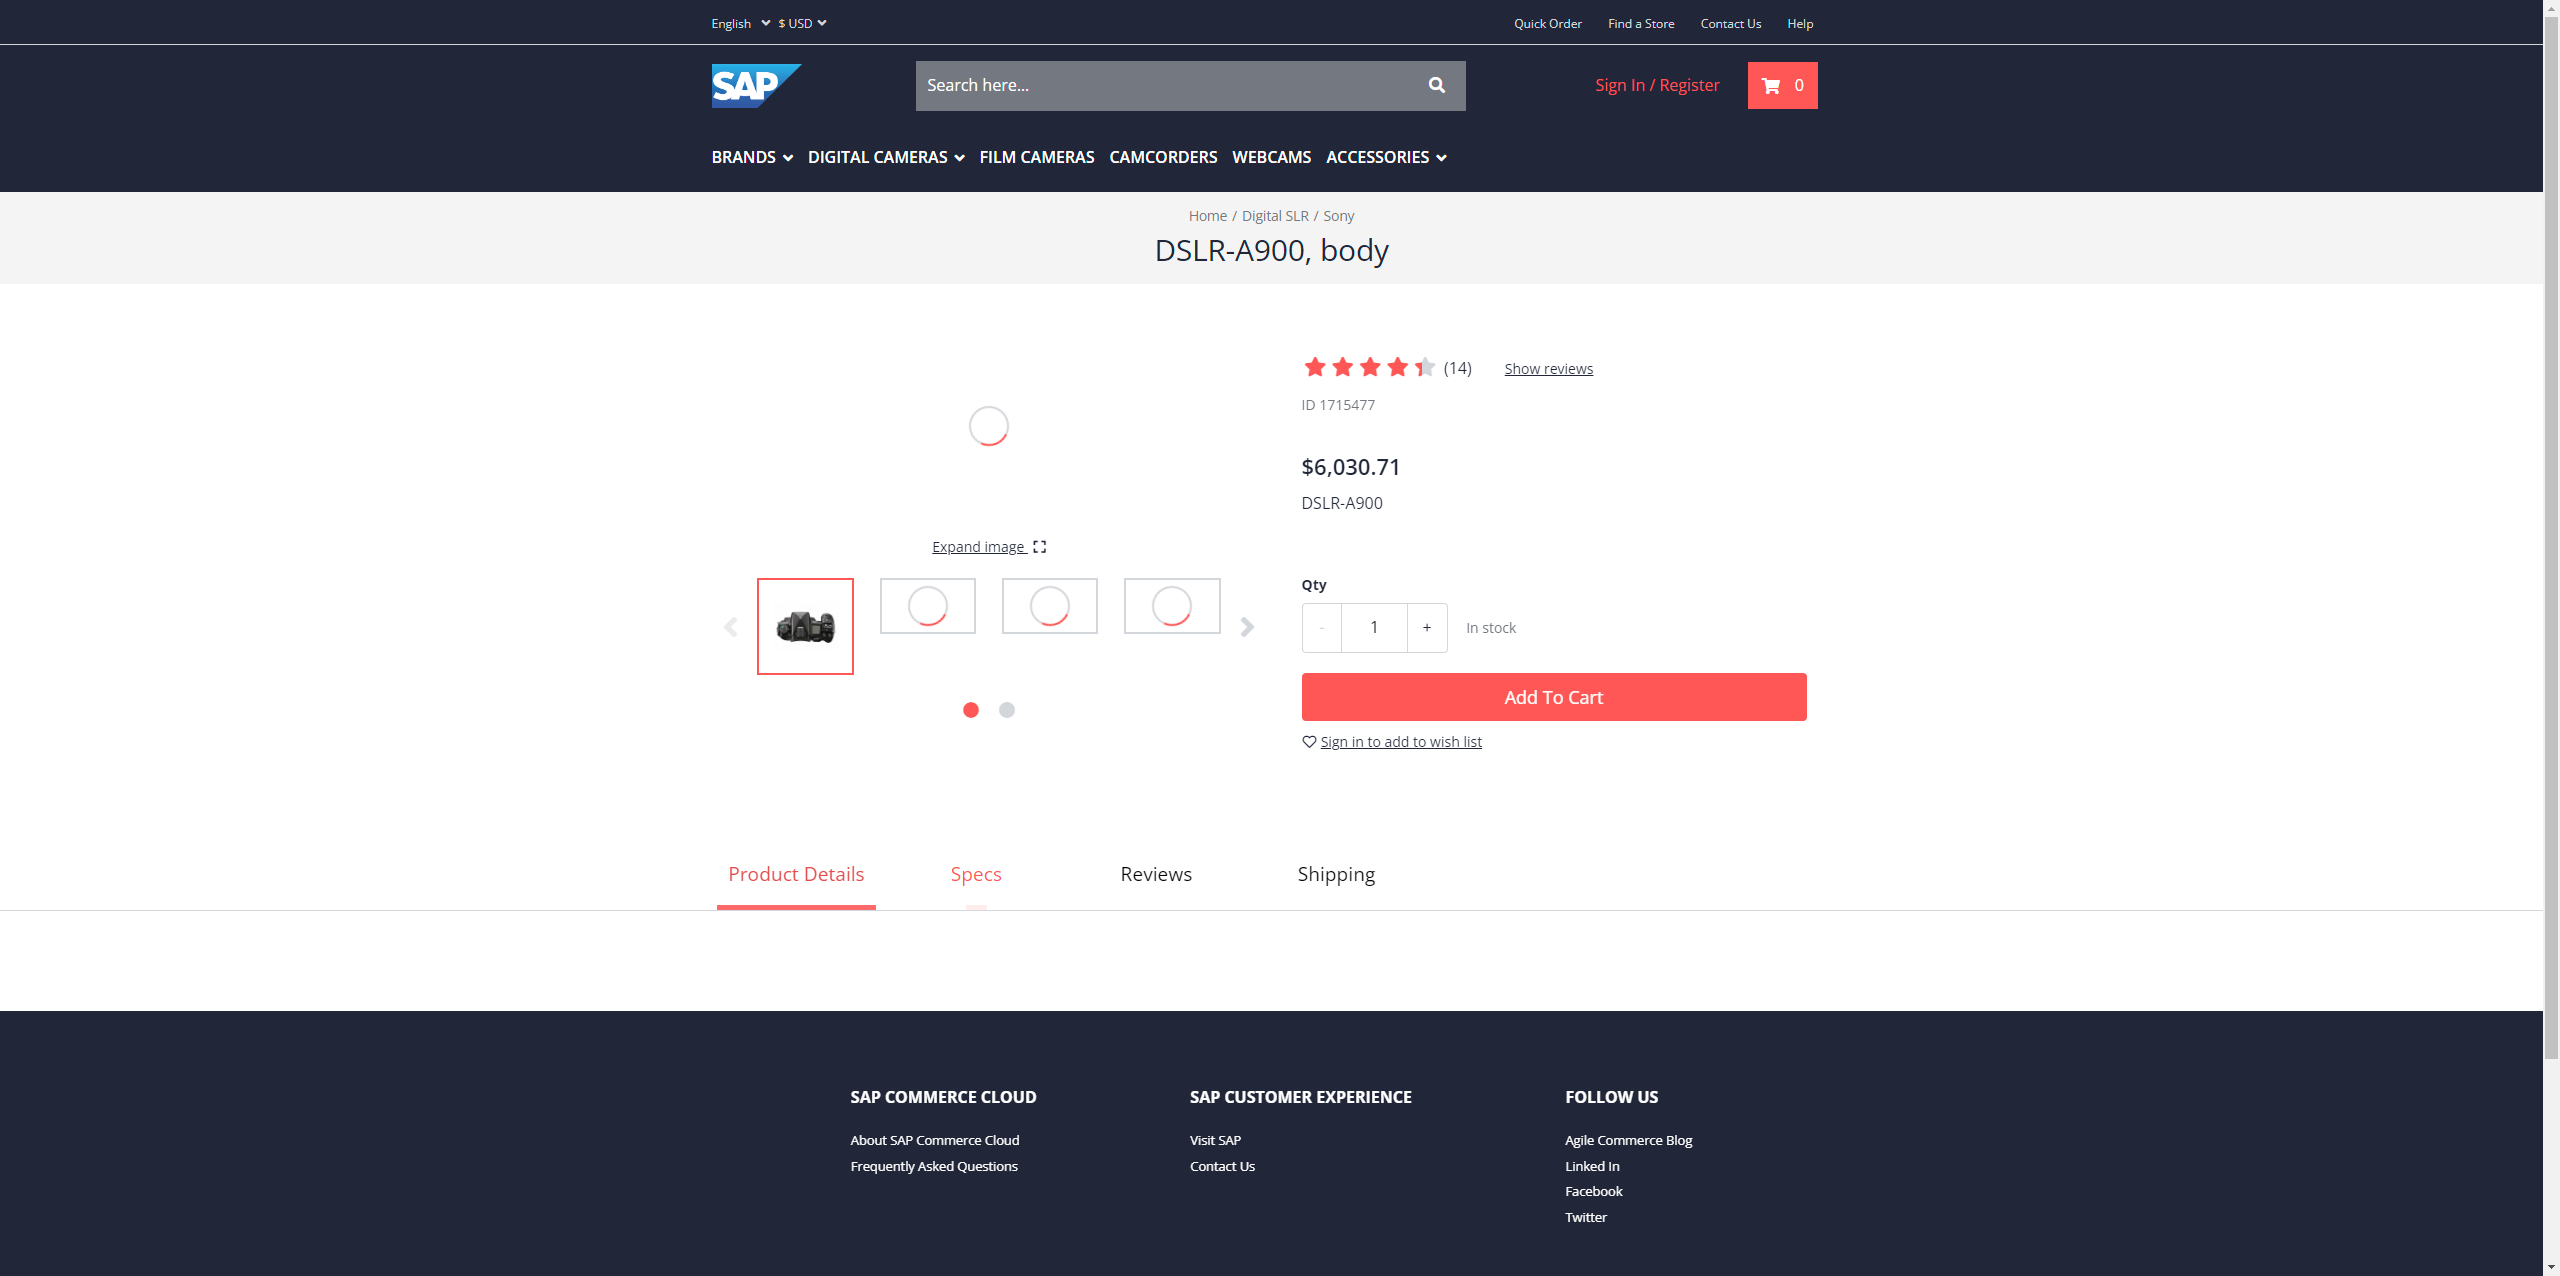 English $ USD Quick Order Find a Store Contact Us Help
SAP Search here... Sign In / Register 0
BRANDS DIGITAL CAMERAS FILM CAMERAS CAMCORDERS WEBCAMS ACCESSORIES
Home / Digital SLR / Sony
DSLR-A900, body
(14) Show reviews
ID 1715477
$6,030.71
DSLR-A900
Expand image
Qty
- 1 + In stock
Add To Cart
Sign in to add to wish list
Product Details Specs Reviews Shipping
SAP COMMERCE CLOUD
About SAP Commerce Cloud
Frequently Asked Questions
SAP CUSTOMER EXPERIENCE
Visit SAP
Contact Us
FOLLOW US
Agile Commerce Blog
Linked In
Facebook
Twitter